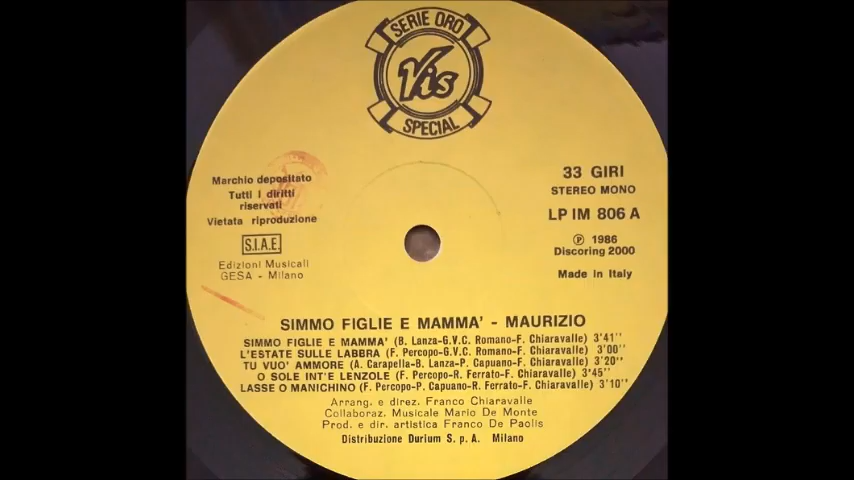 SERIE ORO
Vis
SPECIAL
Marchio depositato
Tutti i diritti
riservati
Vietata riproduzione
S.I.A.E.
Edizioni Musicali
GESA - Milano
33 GIRI
STEREO MONO
LP IM 806 A
Ⓟ 1986
Discoring 2000
Made in Italy
SIMMO FIGLIE E MAMMA' - MAURIZIO
SIMMO FIGLIE E MAMMA' (B. Lanza-G.V.C. Romano-F. Chiaravalle) 3'41''
L'ESTATE SULLE LABBRA (F. Percopo-G.V.C. Romano-F. Chiaravalle) 3'00''
TU VUO' AMMORE (A. Carapella-B. Lanza-P. Capuano-F. Chiaravalle) 3'20''
O SOLE INT'E LENZOLE (F. Percopo-R. Ferrato-F. Chiaravalle) 3'45''
LASSE O MANICHINO (F. Percopo-P. Capuano-R. Ferrato-F. Chiaravalle) 3'10''
Arrang. e direz. Franco Chiaravalle
Collaboraz. Musicale Mario De Monte
Prod. e dir. artistica Franco De Paolis
Distribuzione Durium S. p. A. Milano